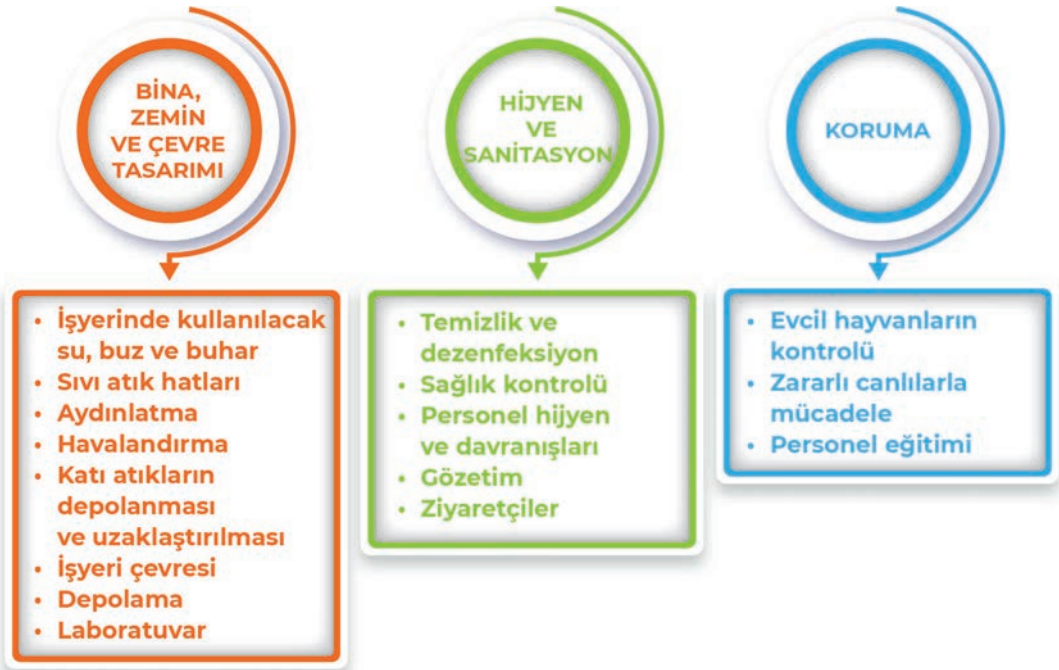 BİNA,
ZEMİN
VE ÇEVRE
TASARIMI
• İşyerinde kullanılacak
su, buz ve buhar
• Sıvı atık hatları
• Aydınlatma
• Havalandırma
• Katı atıkların
depolanması
ve uzaklaştırılması
• İşyeri çevresi
• Depolama
• Laboratuvar
HİJYEN
VE
SANİTASYON
• Temizlik ve
dezenfeksiyon
• Sağlık kontrolü
• Personel hijyen
ve davranışları
• Gözetim
• Ziyaretçiler
KORUMA
• Evcil hayvanların
kontrolü
• Zararlı canlılarla
mücadele
• Personel eğitimi